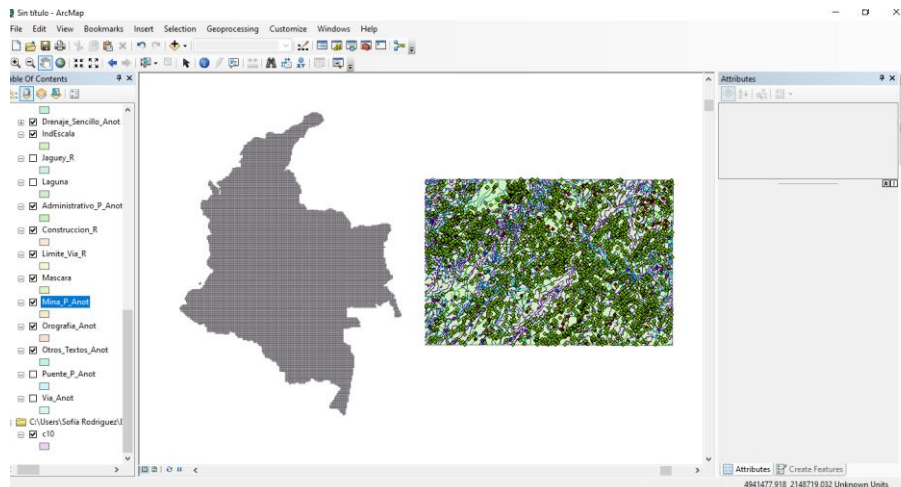 Sin título - ArcMap
File Edit View Bookmarks Insert Selection Geoprocessing Customize Windows Help
ble Of Contents
Attributes
Drenaje_Sencillo_Anot
IndEscala
Jaguey_R
Laguna
Administrativo_P_Anot
Construccion_R
Limite_Via_R
Mascara
Mina_P_Anot
Orografia_Anot
Otros_Textos_Anot
Puente_P_Anot
Via_Anot
C:\Users\Sofia Rodriguez\
c10
Attributes Create Features
4941477.918 2148719.032 Unknown Units